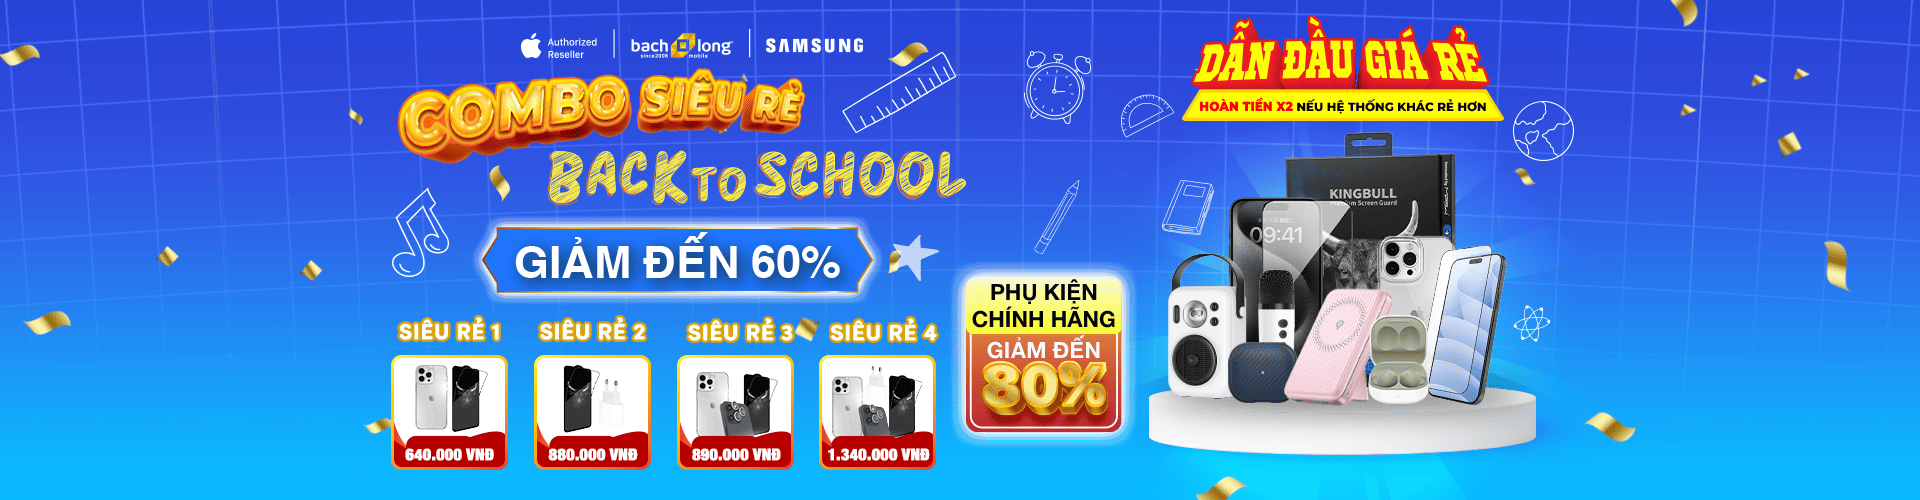 Authorized
Reseller
bach long
since2006 mobile
SAMSUNG
COMBO SIÊU RẺ
BACK TO SCHOOL
GIẢM ĐẾN 60%
SIÊU RẺ 1
640.000 VNĐ
SIÊU RẺ 2
880.000 VNĐ
SIÊU RẺ 3
890.000 VNĐ
SIÊU RẺ 4
1.340.000 VNĐ
PHỤ KIỆN
CHÍNH HÃNG
GIẢM ĐẾN
80%
DẪN ĐẦU GIÁ RẺ
HOÀN TIỀN X2 NẾU HỆ THỐNG KHÁC RẺ HƠN
KINGBULL
Premium Screen Guard
09:41